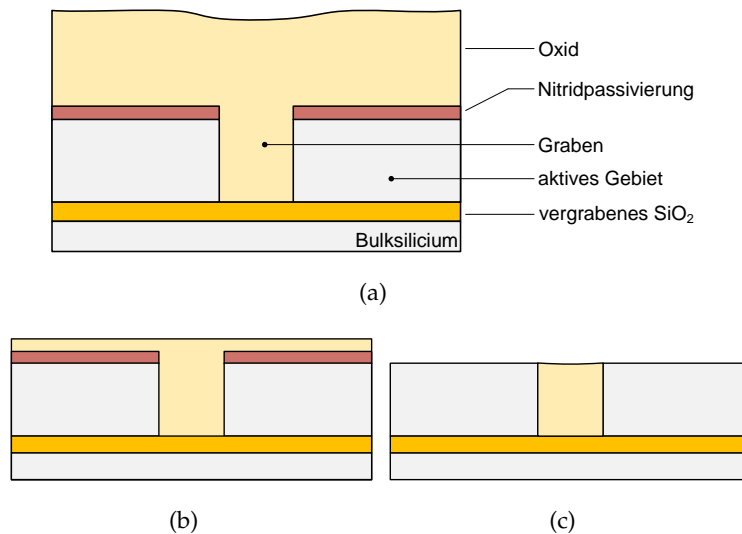 Oxid
Nitridpassivierung
Graben
aktives Gebiet
vergrabenes SiO₂
Bulksilicium
(a)
(b)
(c)